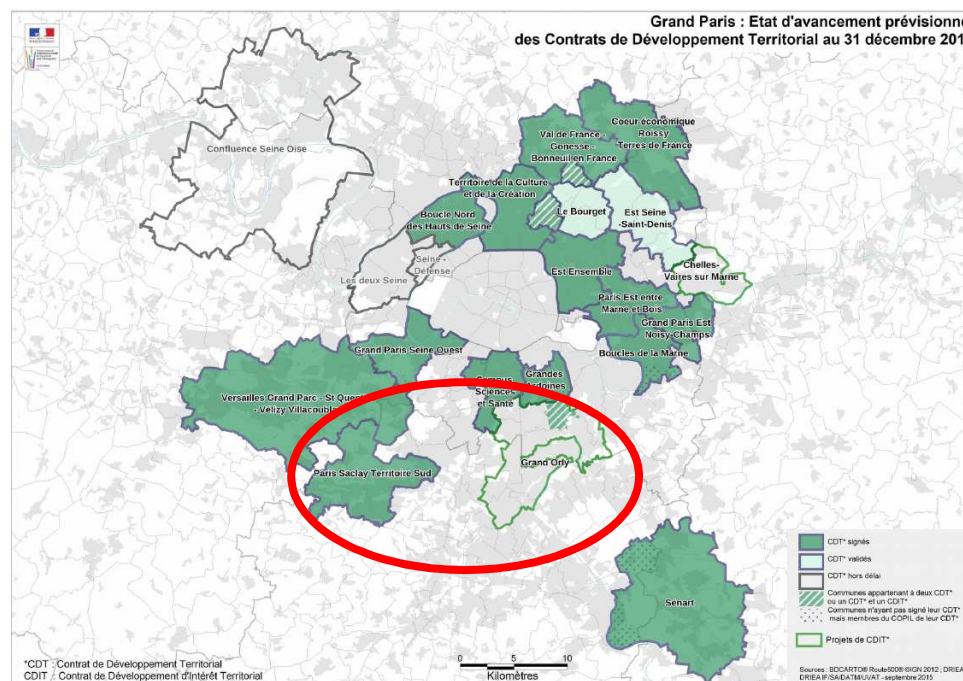 Grand Paris : Etat d'avancement prévisionne
des Contrats de Développement Territorial au 31 décembre 201
Coeur économique
Roissy
Terres de France
Val de France -
Gonesse -
Bonneuil en France
Confluence Seine Oise
Territoire de la Culture
et de la Création
Le Bourget
Est Seine
-Saint-Denis
Boucle Nord
des Hauts de Seine
Seine -
Défense
Les deux Seine
Est Ensemble
Chelles-
Vaires sur Marne
Paris Est entre
Marne et Bois
Grand Paris Est
Noisy-Champs
Boucles de la Marne
Grand Paris Seine Ouest
Grandes
Ardoines
Campus
Sciences
et Santé
Versailles Grand Parc - St Quent
- Vélizy Villacoubla
Paris Saclay Territoire Sud
Grand Orly
Sénart
CDT* signés
CDT* validés
CDT* hors délai
Communes appartenant à deux CDT*
ou un CDT* et un CDIT*
Communes n'ayant pas signé leur CDT*
mais membres du COPIL de leur CDT*
Projets de CDIT*
*CDT : Contrat de Développement Territorial
CDIT : Contrat de Développement d'Intérêt Territorial
0 5 10
Kilomètres
Sources : BDCARTO® Route500® ©IGN 2012 ; DRIEA
DRIEA IF/SA/DATM/UVAT - septembre 2015